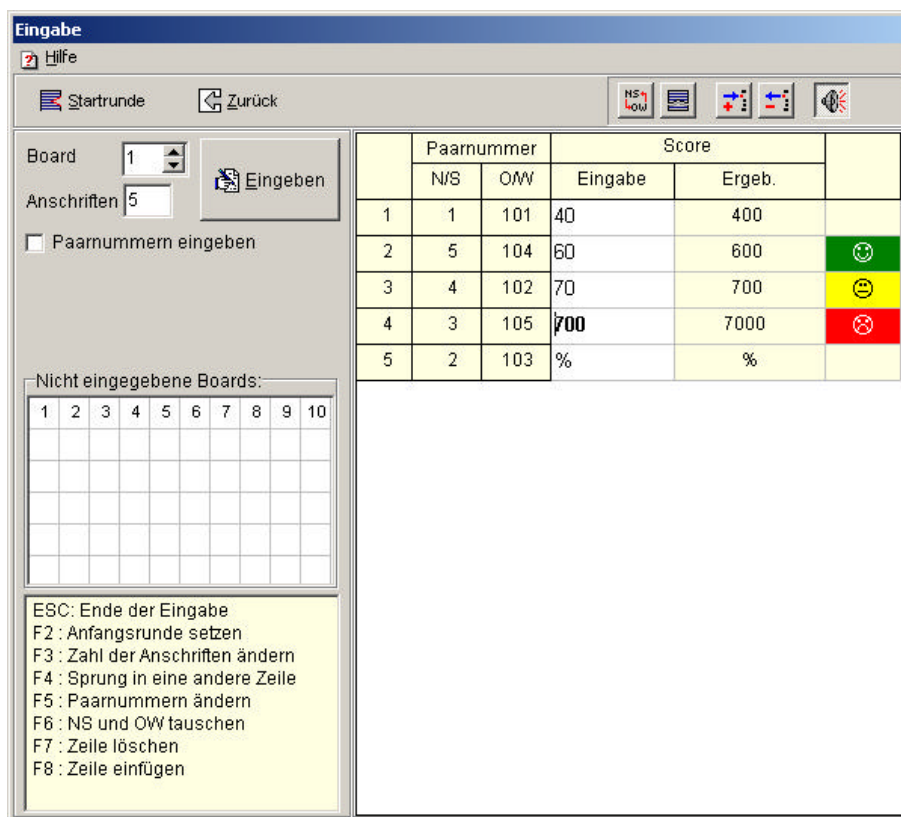 Eingabe
Hilfe
Startrunde Zurück NS OW
Board 1 Eingeben
Anschriften 5
Paarnummern eingeben
Nicht eingegebene Boards:
1 2 3 4 5 6 7 8 9 10
ESC: Ende der Eingabe
F2 : Anfangsrunde setzen
F3 : Zahl der Anschriften ändern
F4 : Sprung in eine andere Zeile
F5 : Paarnummern ändern
F6 : NS und OW tauschen
F7 : Zeile löschen
F8 : Zeile einfügen
Paarnummer Score
N/S O/W Eingabe Ergeb.
1 1 101 40 400
2 5 104 60 600
3 4 102 70 700
4 3 105 700 7000
5 2 103 % %